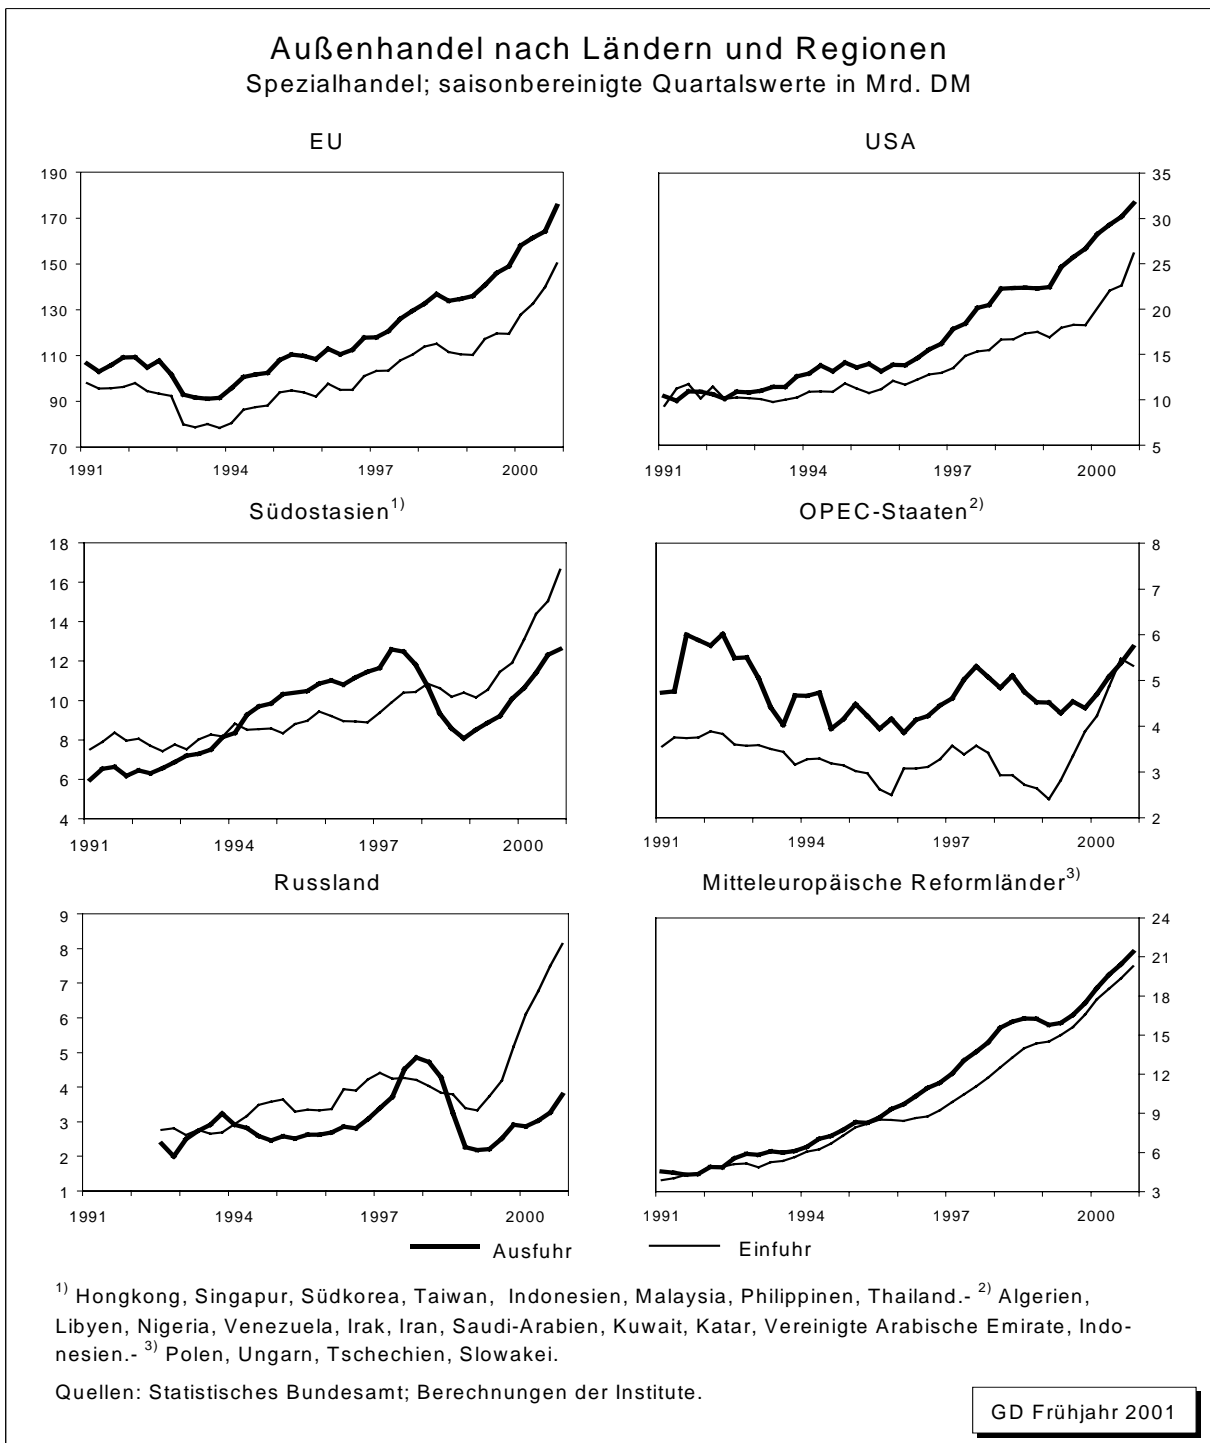 Außenhandel nach Ländern und Regionen
Spezialhandel; saisonbereinigte Quartalswerte in Mrd. DM
EU
190
170
150
130
110
90
70
1991 1994 1997 2000
USA
35
30
25
20
15
10
5
1991 1994 1997 2000
Südostasien1)
18
16
14
12
10
8
6
4
1991 1994 1997 2000
OPEC-Staaten2)
8
7
6
5
4
3
2
1991 1994 1997 2000
Russland
9
8
7
6
5
4
3
2
1
1991 1994 1997 2000
Mitteleuropäische Reformländer3)
24
21
18
15
12
9
6
3
1991 1994 1997 2000
Ausfuhr Einfuhr
1) Hongkong, Singapur, Südkorea, Taiwan, Indonesien, Malaysia, Philippinen, Thailand.- 2) Algerien,
Libyen, Nigeria, Venezuela, Irak, Iran, Saudi-Arabien, Kuwait, Katar, Vereinigte Arabische Emirate, Indo-
nesien.- 3) Polen, Ungarn, Tschechien, Slowakei.
Quellen: Statistisches Bundesamt; Berechnungen der Institute.
GD Frühjahr 2001